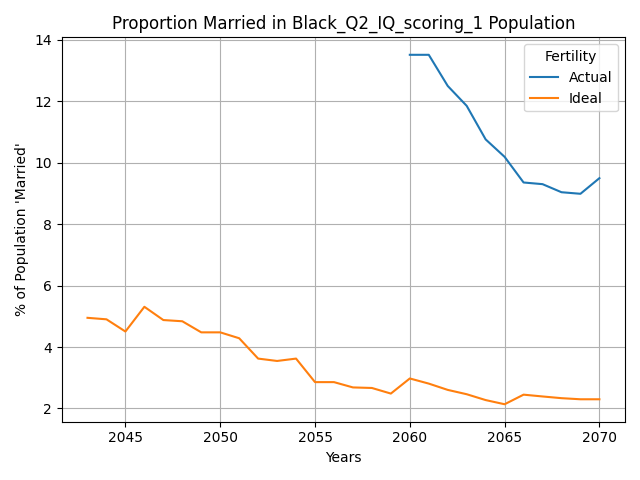 Proportion Married in Black_Q2_IQ_scoring_1 Population
14
12
10
8
6
4
2
% of Population 'Married'
Fertility
Actual
Ideal
2045
2050
2055
2060
2065
2070
Years